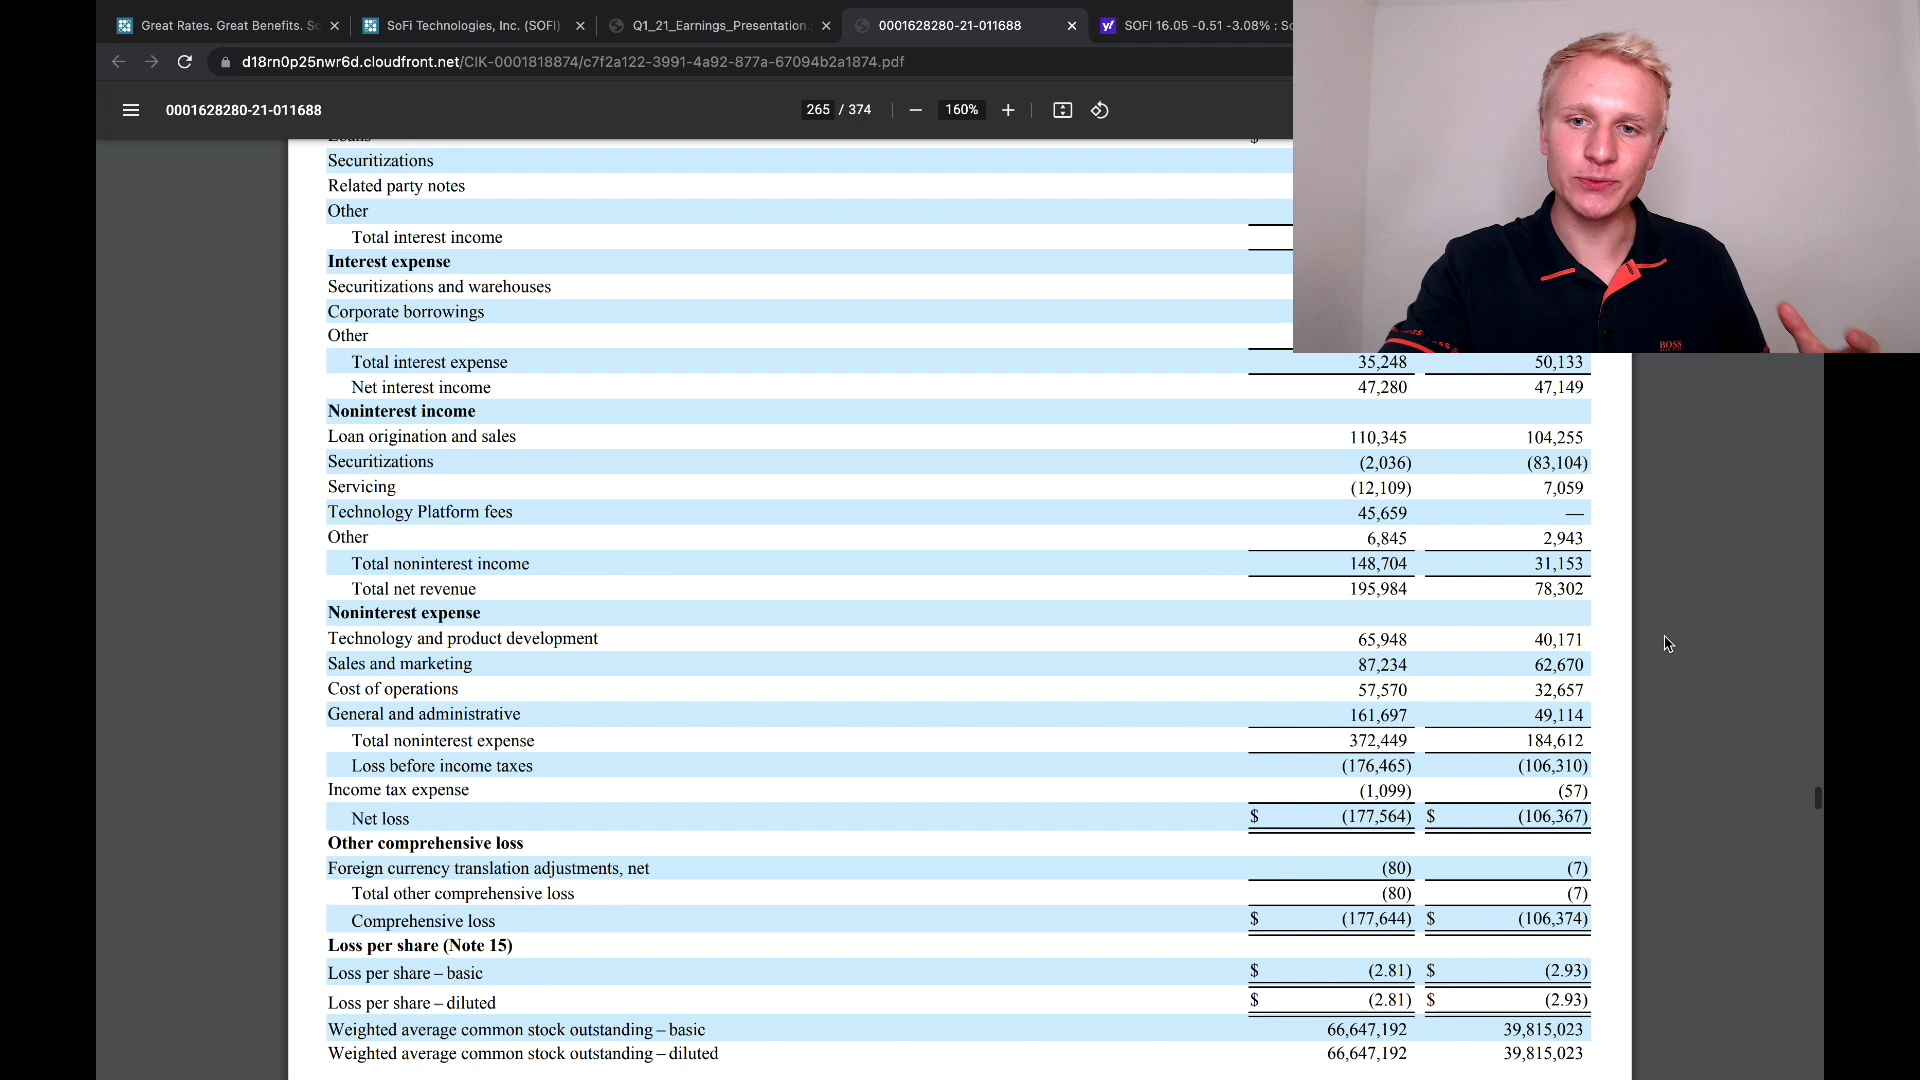 Great Rates. Great Benefits. So
SoFi Technologies, Inc. (SOFI)
Q1_21_Earnings_Presentation.
0001628280-21-011688
SOFI 16.05 -0.51 -3.08% : So
d18rn0p25nwr6d.cloudfront.net/CIK-0001818874/c7f2a122-3991-4a92-877a-67094b2a1874.pdf
0001628280-21-011688
265 / 374
160%
Loans $
Securitizations
Related party notes
Other
Total interest income
Interest expense
Securitizations and warehouses
Corporate borrowings
Other
Total interest expense 35,248 50,133
Net interest income 47,280 47,149
Noninterest income
Loan origination and sales 110,345 104,255
Securitizations (2,036) (83,104)
Servicing (12,109) 7,059
Technology Platform fees 45,659 —
Other 6,845 2,943
Total noninterest income 148,704 31,153
Total net revenue 195,984 78,302
Noninterest expense
Technology and product development 65,948 40,171
Sales and marketing 87,234 62,670
Cost of operations 57,570 32,657
General and administrative 161,697 49,114
Total noninterest expense 372,449 184,612
Loss before income taxes (176,465) (106,310)
Income tax expense (1,099) (57)
Net loss $ (177,564) $ (106,367)
Other comprehensive loss
Foreign currency translation adjustments, net (80) (7)
Total other comprehensive loss (80) (7)
Comprehensive loss $ (177,644) $ (106,374)
Loss per share (Note 15)
Loss per share – basic $ (2.81) $ (2.93)
Loss per share – diluted $ (2.81) $ (2.93)
Weighted average common stock outstanding – basic 66,647,192 39,815,023
Weighted average common stock outstanding – diluted 66,647,192 39,815,023
BOSS